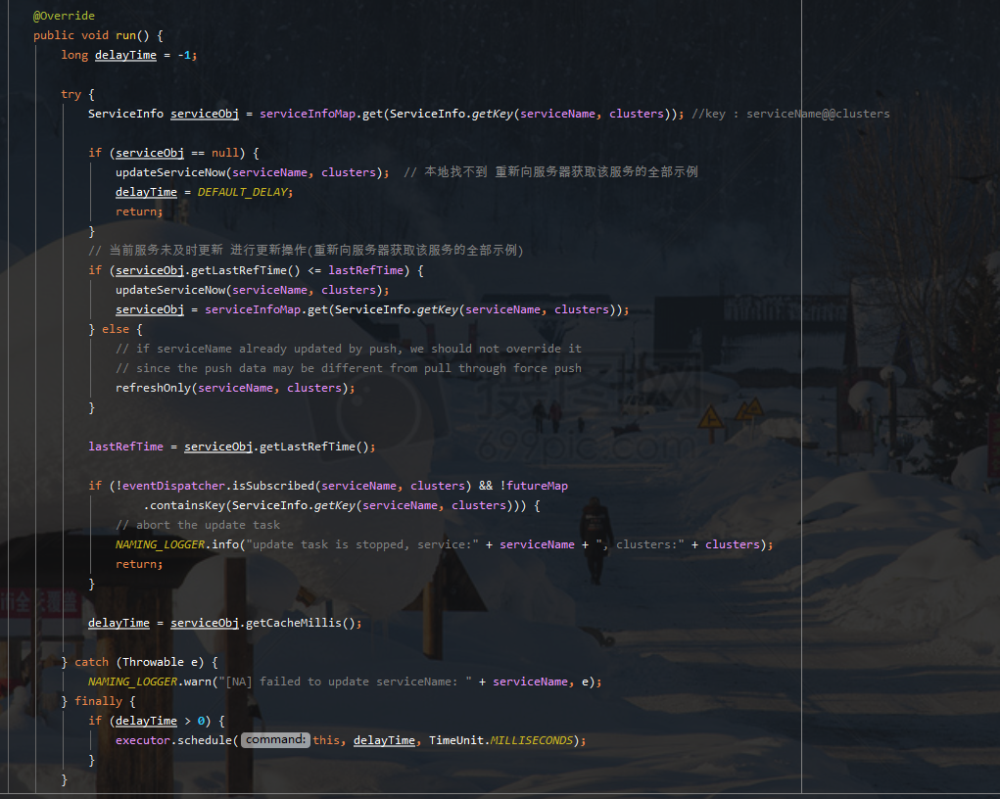 @Override
public void run() {
long delayTime = -1;
try {
ServiceInfo serviceObj = serviceInfoMap.get(ServiceInfo.getKey(serviceName, clusters)); //key : serviceName@@clusters
if (serviceObj == null) {
updateServiceNow(serviceName, clusters);  // 本地找不到 重新向服务器获取该服务的全部示例
delayTime = DEFAULT_DELAY;
return;
}
// 当前服务未及时更新 进行更新操作(重新向服务器获取该服务的全部示例)
if (serviceObj.getLastRefTime() <= lastRefTime) {
updateServiceNow(serviceName, clusters);
serviceObj = serviceInfoMap.get(ServiceInfo.getKey(serviceName, clusters));
} else {
// if serviceName already updated by push, we should not override it
// since the push data may be different from pull through force push
refreshOnly(serviceName, clusters);
}
lastRefTime = serviceObj.getLastRefTime();
if (!eventDispatcher.isSubscribed(serviceName, clusters) && !futureMap
.containsKey(ServiceInfo.getKey(serviceName, clusters))) {
// abort the update task
NAMING_LOGGER.info("update task is stopped, service:" + serviceName + ", clusters:" + clusters);
return;
}
delayTime = serviceObj.getCacheMillis();
} catch (Throwable e) {
NAMING_LOGGER.warn("[NA] failed to update serviceName: " + serviceName, e);
} finally {
if (delayTime > 0) {
executor.schedule( command: this, delayTime, TimeUnit.MILLISECONDS);
}
}